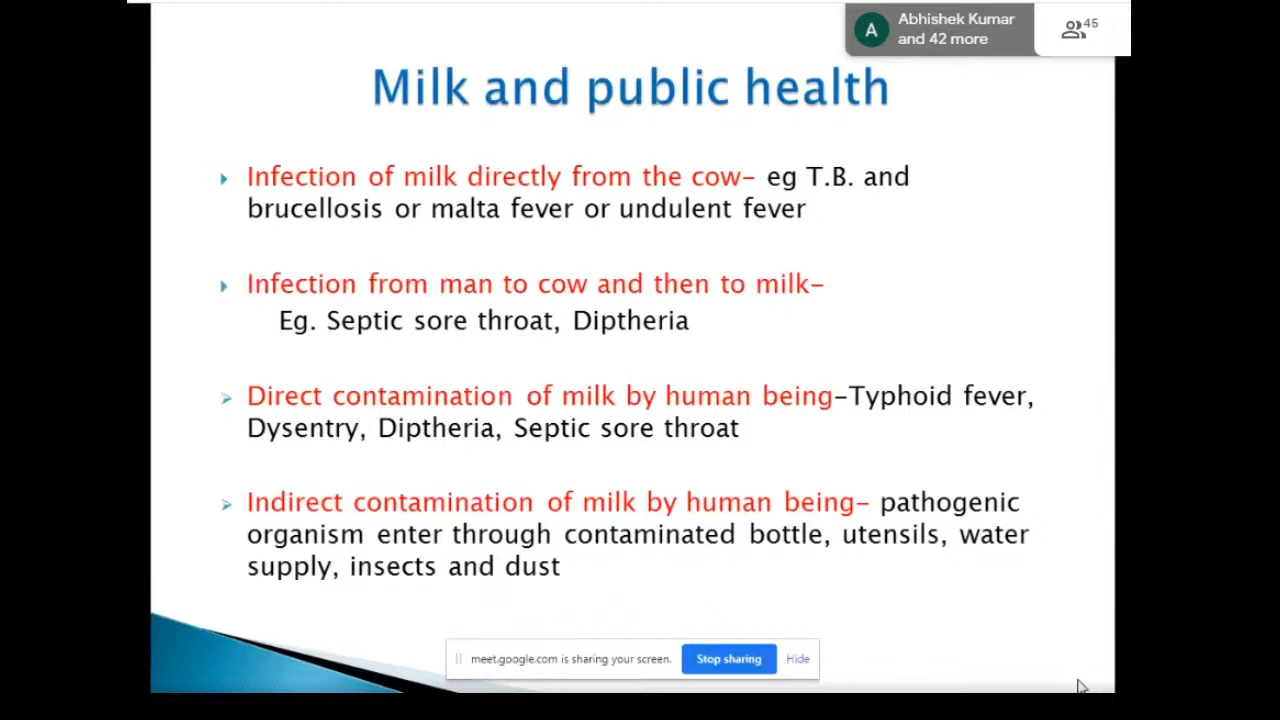 Abhishek Kumar
and 42 more
45
A
Milk and public health
Infection of milk directly from the cow- eg T.B. and
brucellosis or malta fever or undulent fever
Infection from man to cow and then to milk-
Eg. Septic sore throat, Diptheria
Direct contamination of milk by human being-Typhoid fever,
Dysentry, Diptheria, Septic sore throat
Indirect contamination of milk by human being- pathogenic
organism enter through contaminated bottle, utensils, water
supply, insects and dust
meet.google.com is sharing your screen. Stop sharing Hide